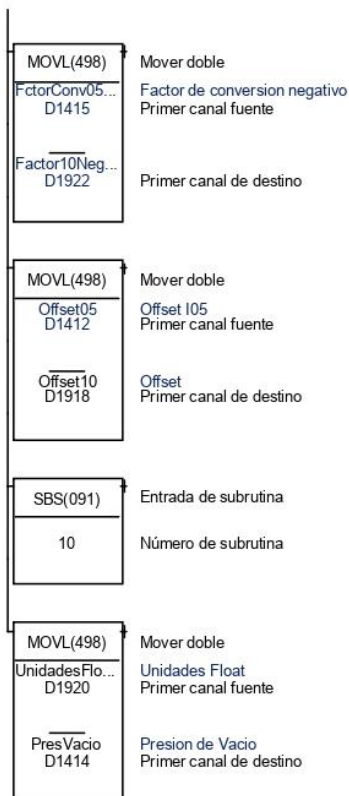 MOVL(498) Mover doble
FctorConv05... Factor de conversion negativo
D1415 Primer canal fuente
Factor10Neg...
D1922 Primer canal de destino
MOVL(498) Mover doble
Offset05 Offset I05
D1412 Primer canal fuente
Offset10 Offset
D1918 Primer canal de destino
SBS(091) Entrada de subrutina
10 Número de subrutina
MOVL(498) Mover doble
UnidadesFlo... Unidades Float
D1920 Primer canal fuente
PresVacio Presion de Vacio
D1414 Primer canal de destino